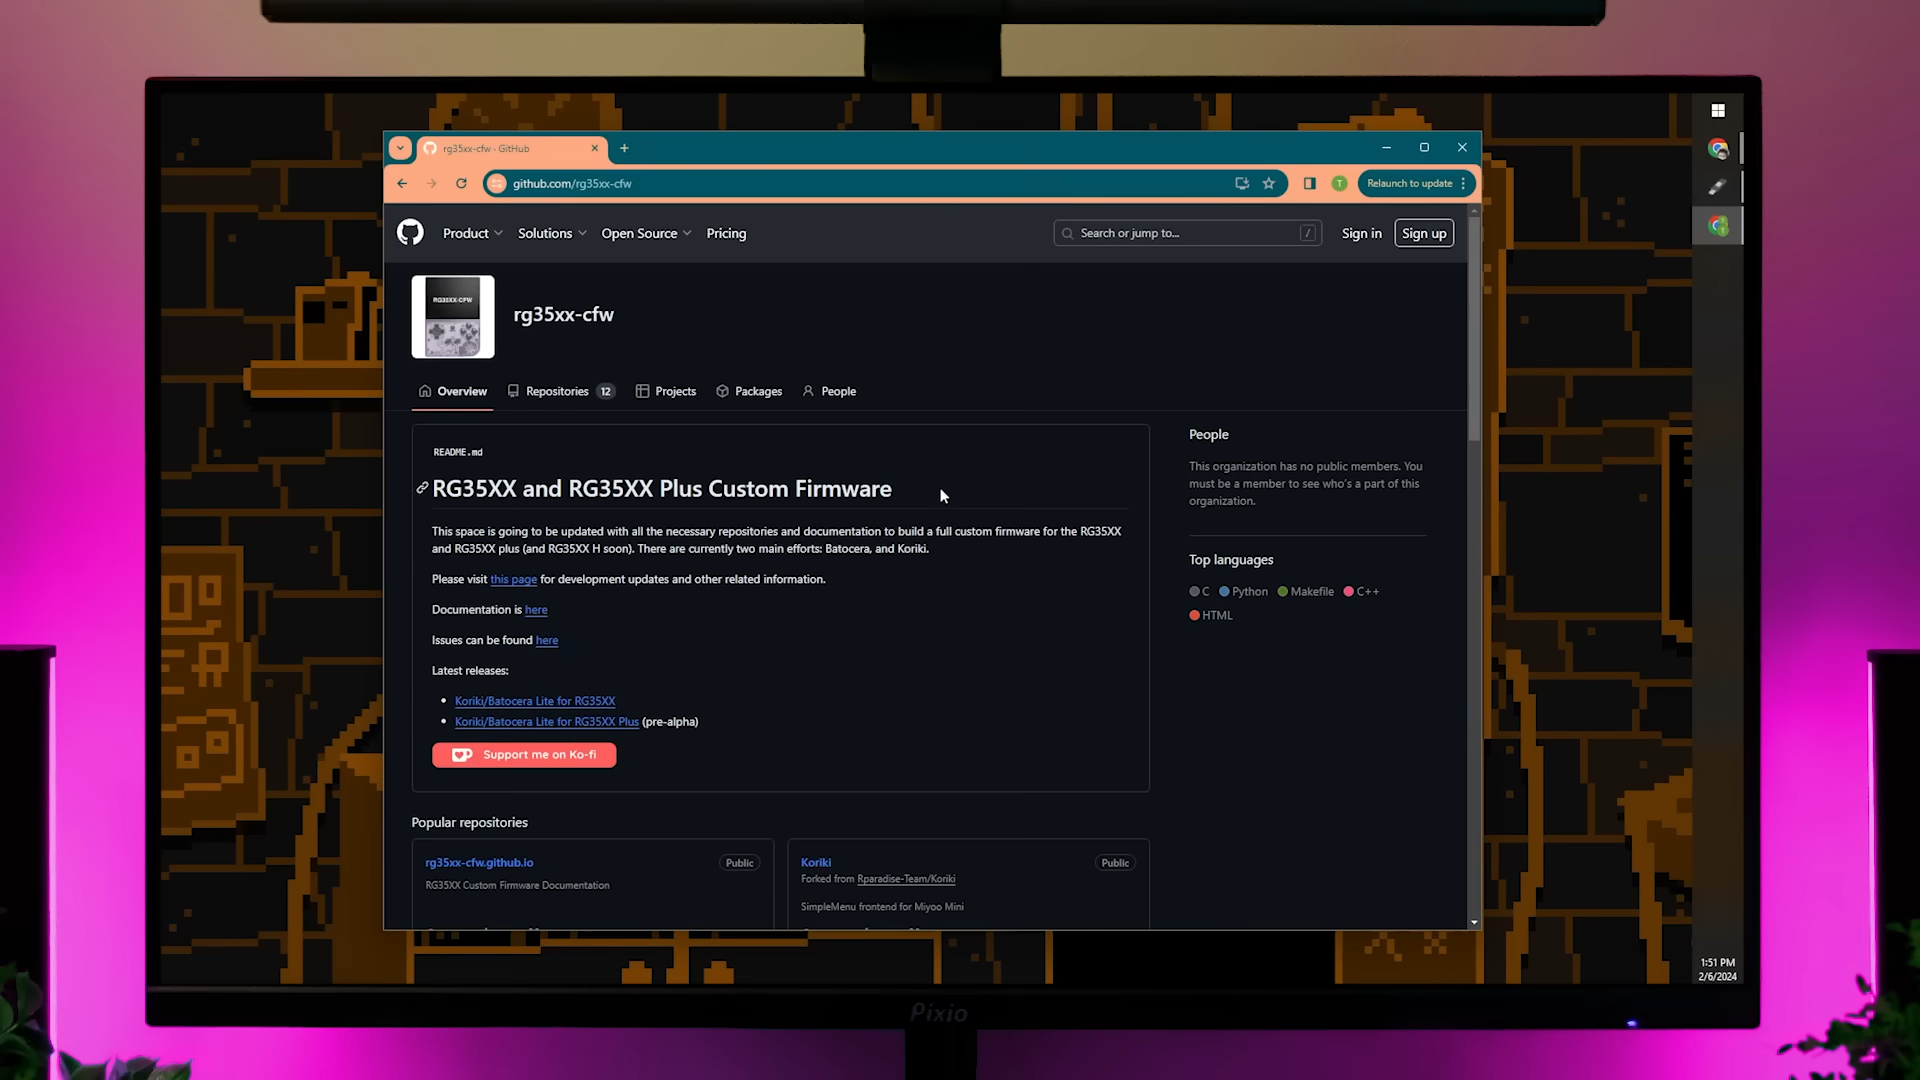 rg35xx-cfw - GitHub
github.com/rg35xx-cfw
T
Relaunch to update
Product
Solutions
Open Source
Pricing
Search or jump to...
/
Sign in
Sign up
RG35XX-CFW
rg35xx-cfw
Overview
Repositories 12
Projects
Packages
People
README.md
RG35XX and RG35XX Plus Custom Firmware
This space is going to be updated with all the necessary repositories and documentation to build a full custom firmware for the RG35XX
and RG35XX plus (and RG35XX H soon). There are currently two main efforts: Batocera, and Koriki.
Please visit this page for development updates and other related information.
Documentation is here
Issues can be found here
Latest releases:
• Koriki/Batocera Lite for RG35XX
• Koriki/Batocera Lite for RG35XX Plus (pre-alpha)
Support me on Ko-fi
People
This organization has no public members. You
must be a member to see who's a part of this
organization.
Top languages
C Python Makefile C++
HTML
Popular repositories
rg35xx-cfw.github.io Public
RG35XX Custom Firmware Documentation
Koriki Public
Forked from Rparadise-Team/Koriki
SimpleMenu frontend for Miyoo Mini
1:51 PM
2/6/2024
Pixio